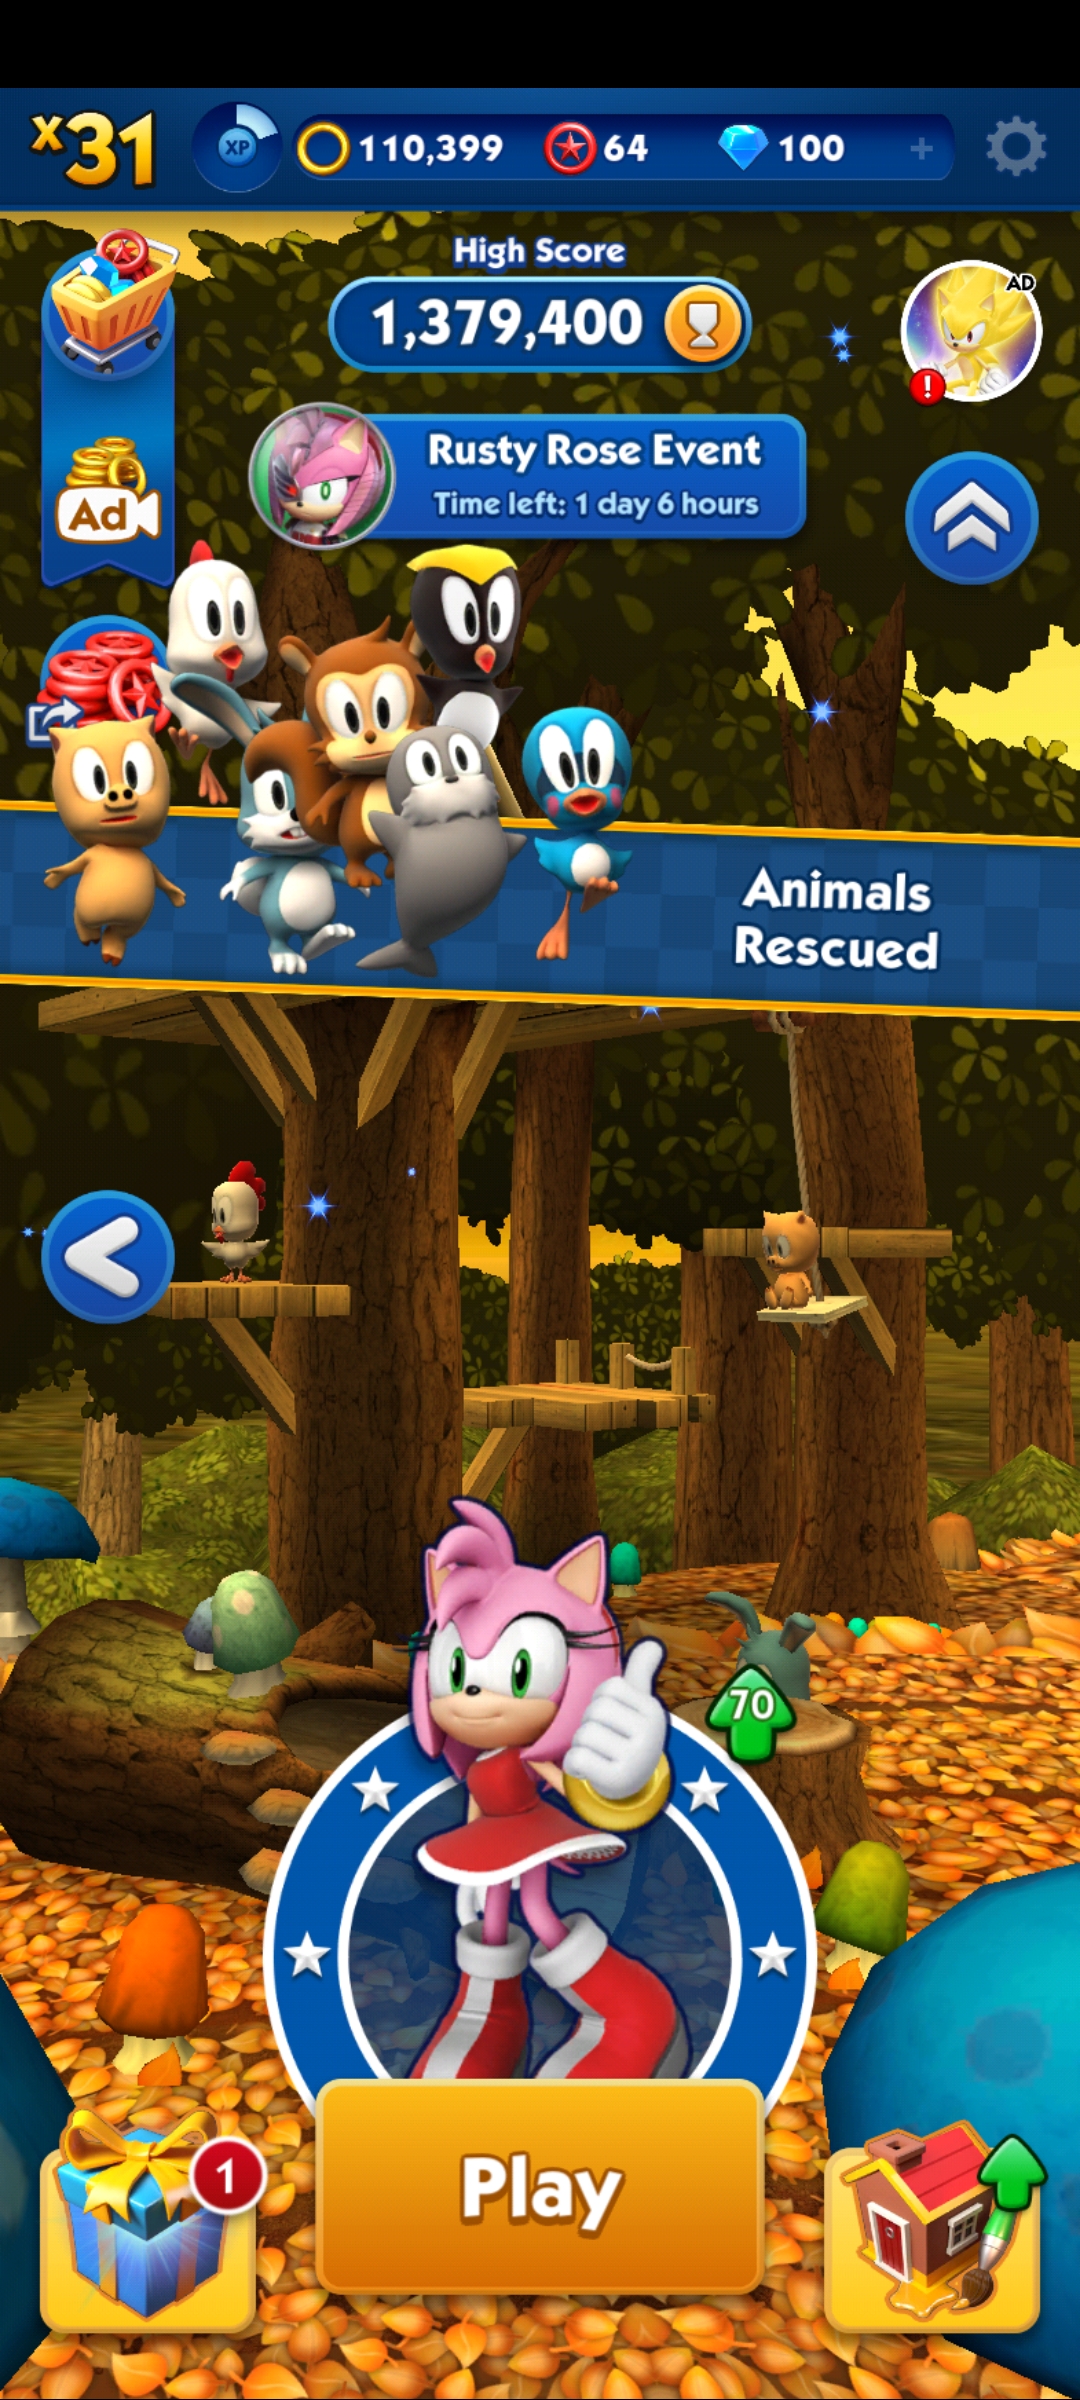 x31
XP
110,399
64
100
+
High Score
1,379,400
AD
!
Rusty Rose Event
Time left: 1 day 6 hours
Ad
Animals
Rescued
70
Play
1